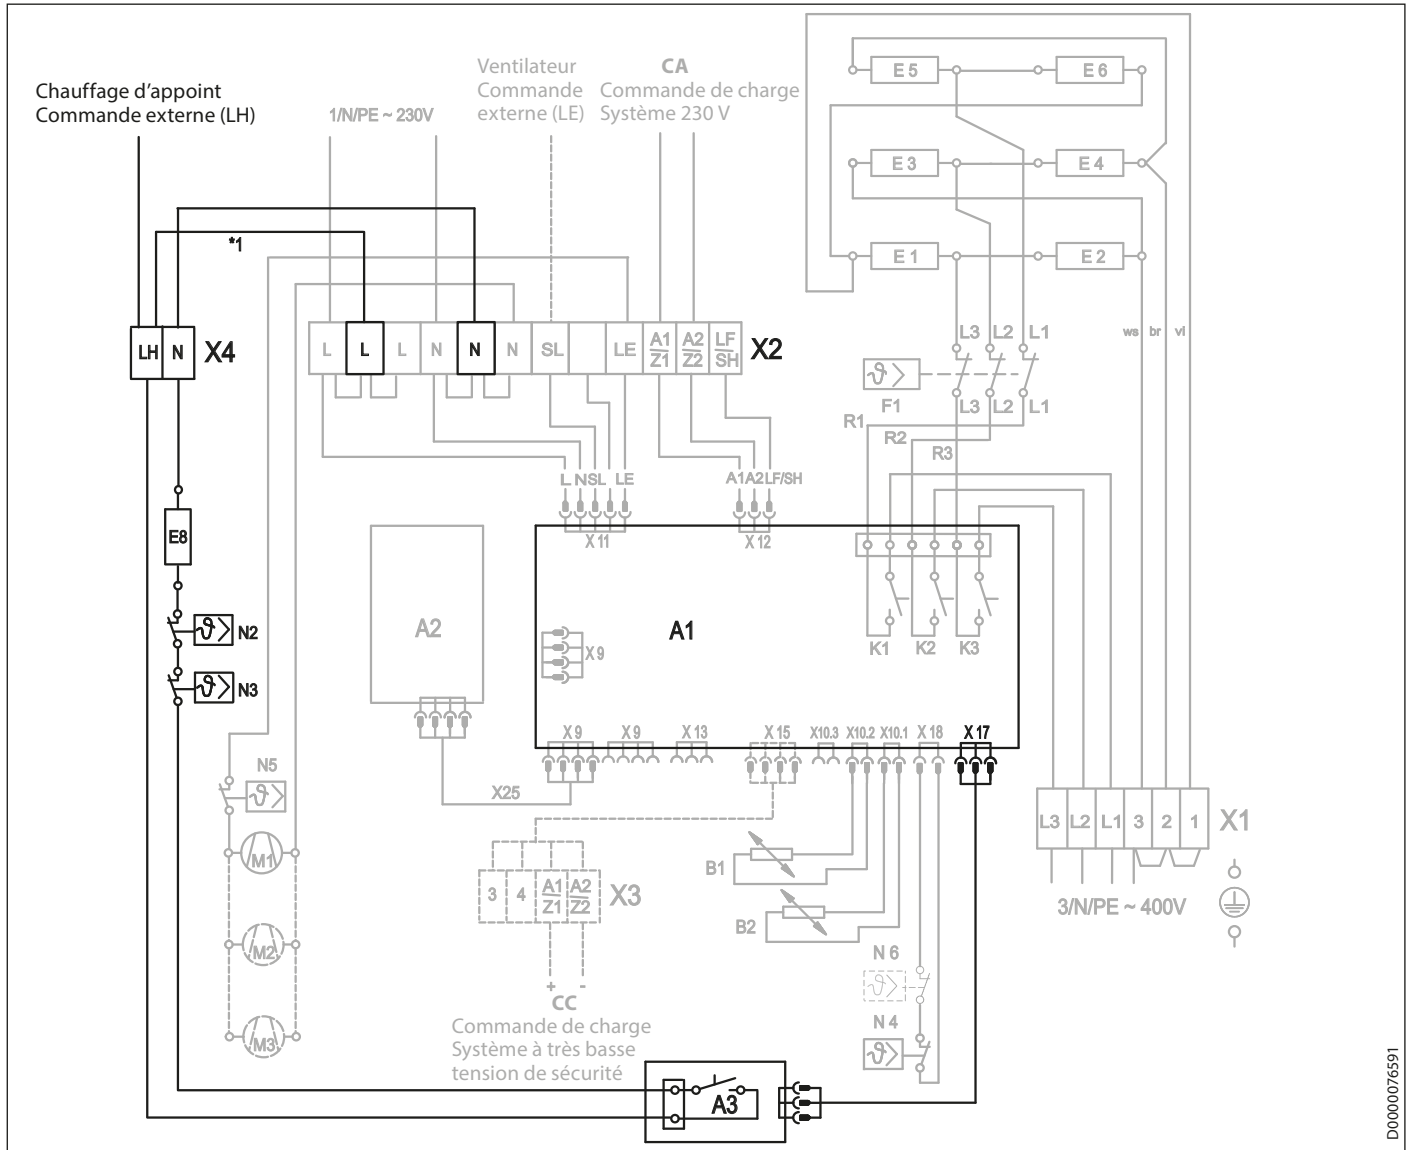 Chauffage d'appoint
Commande externe (LH)
1/N/PE ~ 230V
Ventilateur
Commande
externe (LE)
CA
Commande de charge
Système 230 V
E 5
E 6
E 3
E 4
E 1
E 2
*1
LH
N
X4
L
L
L
N
N
N
SL
LE
A1
Z1
A2
Z2
LF
SH
X2
L3
L2
L1
ws
br
vi
F1
L3
L2
L1
R1
R2
R3
L
N
SL
LE
A1
A2
LF/SH
X 11
X 12
E8
N2
N3
A2
A1
X 9
K1
K2
K3
X 9
X 9
X 13
X 15
X10.3
X10.2
X10.1
X 18
X 17
N5
X25
M1
M2
M3
3
4
A1
Z1
A2
Z2
X3
+
-
CC
Commande de charge
Système à très basse
tension de sécurité
B1
B2
N 6
N 4
A3
L3
L2
L1
3
2
1
X1
3/N/PE ~ 400V
D0000076591